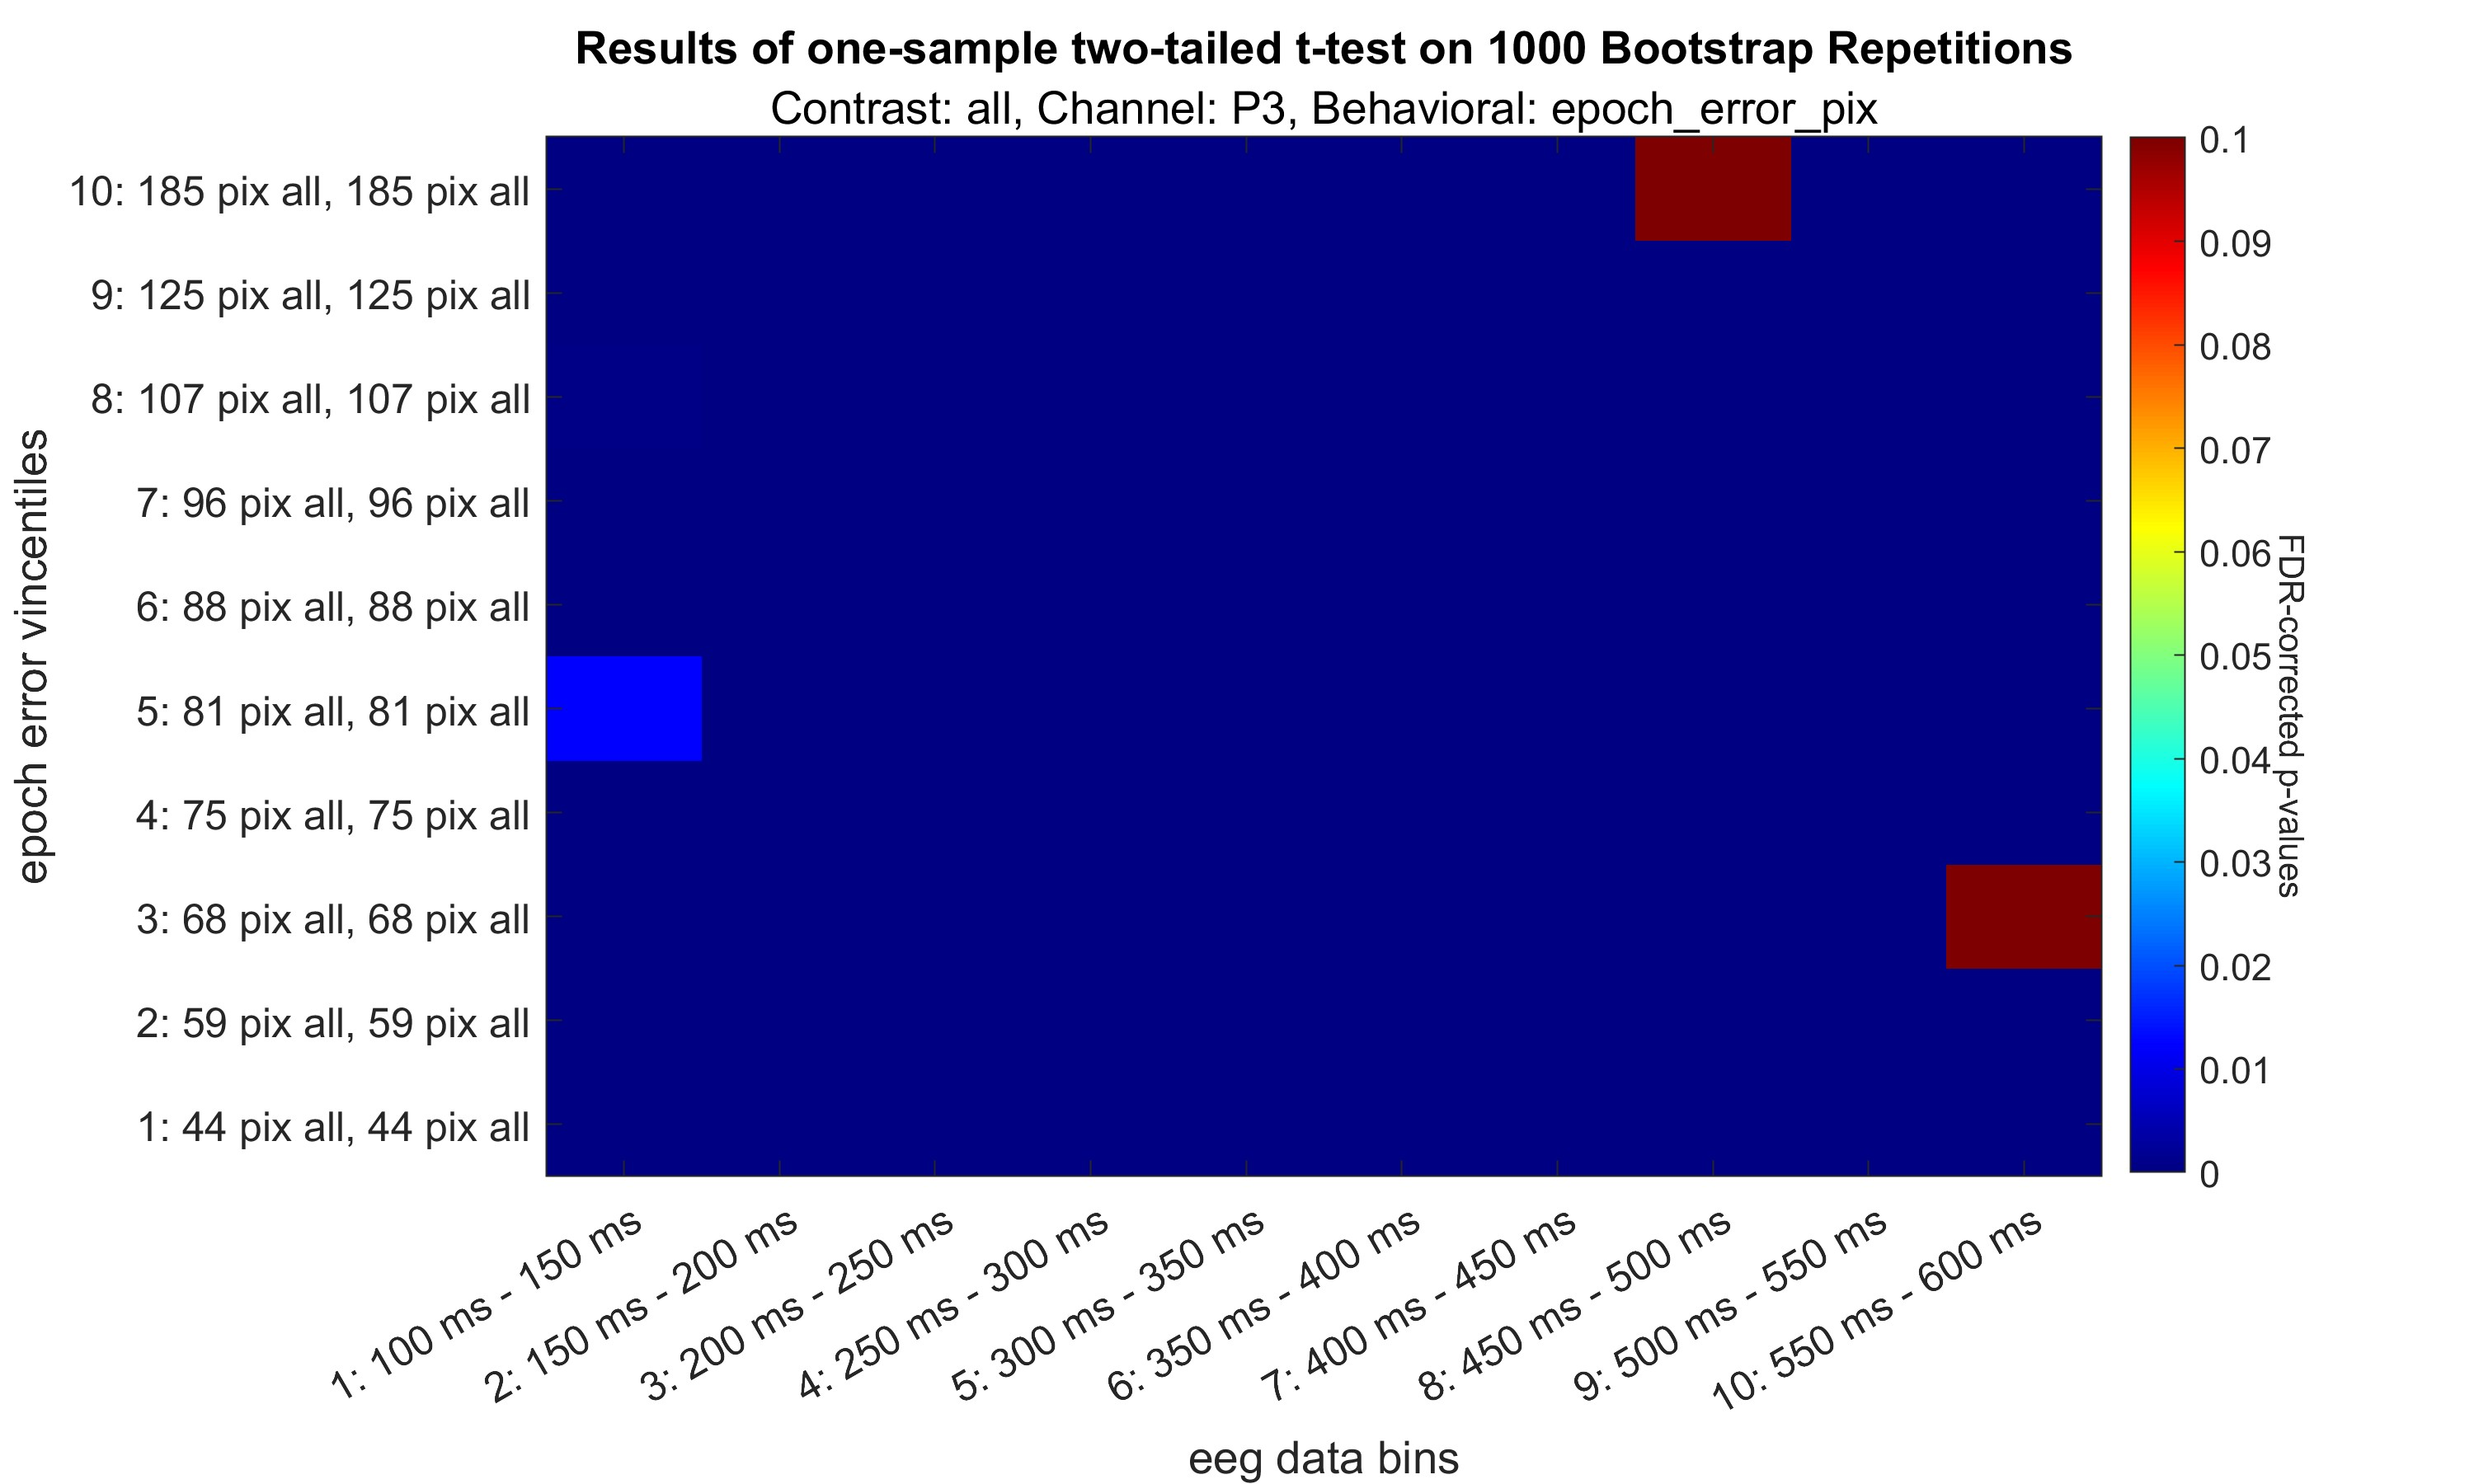 Results of one-sample two-tailed t-test on 1000 Bootstrap Repetitions
Contrast: all, Channel: P3, Behavioral: epoch_error_pix
epoch error vincentiles
10: 185 pix all, 185 pix all
9: 125 pix all, 125 pix all
8: 107 pix all, 107 pix all
7: 96 pix all, 96 pix all
6: 88 pix all, 88 pix all
5: 81 pix all, 81 pix all
4: 75 pix all, 75 pix all
3: 68 pix all, 68 pix all
2: 59 pix all, 59 pix all
1: 44 pix all, 44 pix all
1: 100 ms - 150 ms
2: 150 ms - 200 ms
3: 200 ms - 250 ms
4: 250 ms - 300 ms
5: 300 ms - 350 ms
6: 350 ms - 400 ms
7: 400 ms - 450 ms
8: 450 ms - 500 ms
9: 500 ms - 550 ms
10: 550 ms - 600 ms
eeg data bins
0.1
0.09
0.08
0.07
0.06
0.05
0.04
0.03
0.02
0.01
0
FDR-corrected p-values